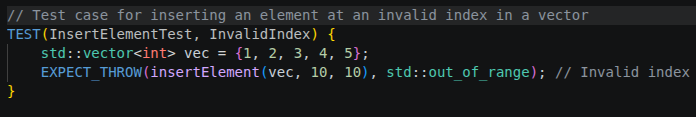 // Test case for inserting an element at an invalid index in a vector
TEST(InsertElementTest, InvalidIndex) {
    std::vector<int> vec = {1, 2, 3, 4, 5};
    EXPECT_THROW(insertElement(vec, 10, 10), std::out_of_range); // Invalid index
}